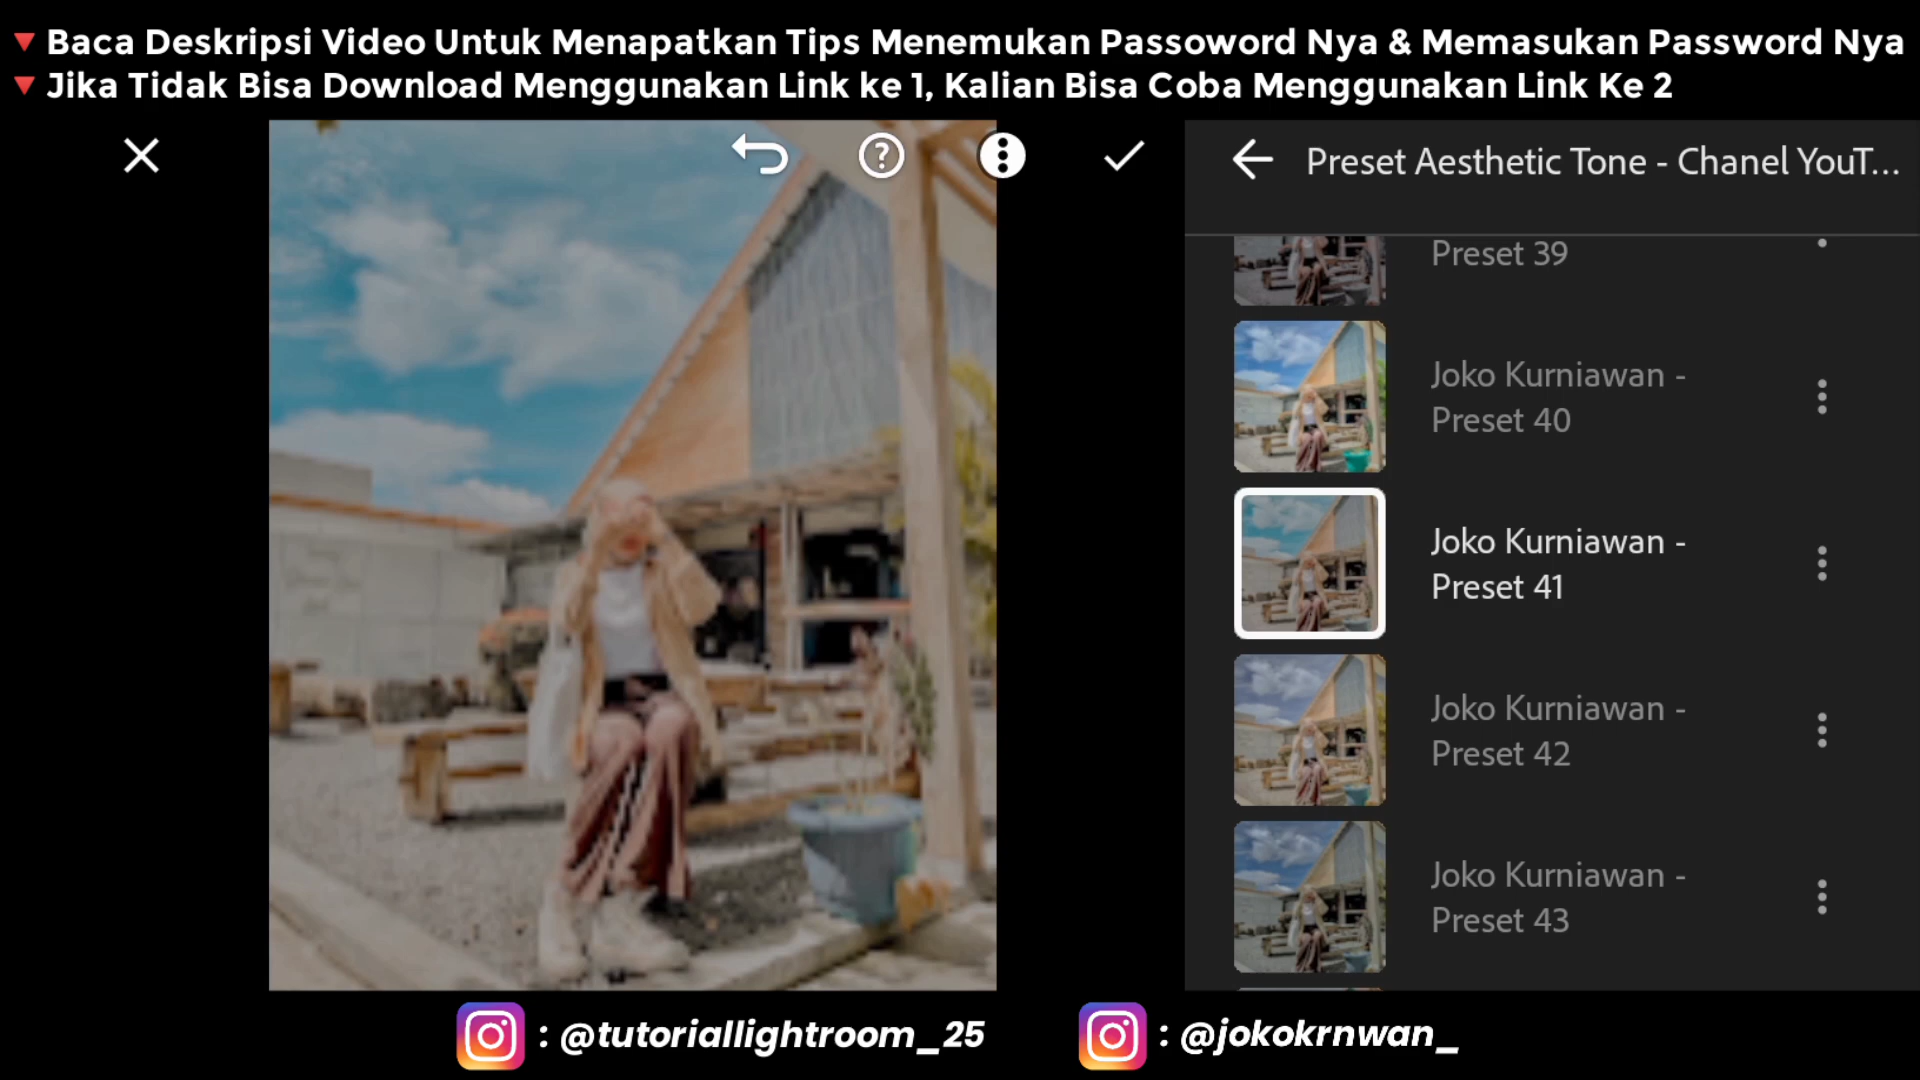 Baca Deskripsi Video Untuk Menapatkan Tips Menemukan Passoword Nya & Memasukan Password Nya
Jika Tidak Bisa Download Menggunakan Link ke 1, Kalian Bisa Coba Menggunakan Link Ke 2
Preset Aesthetic Tone - Chanel YouT...
Preset 39
Joko Kurniawan -
Preset 40
Joko Kurniawan -
Preset 41
Joko Kurniawan -
Preset 42
Joko Kurniawan -
Preset 43
: @tutoriallightroom_25
: @jokokrnwan_